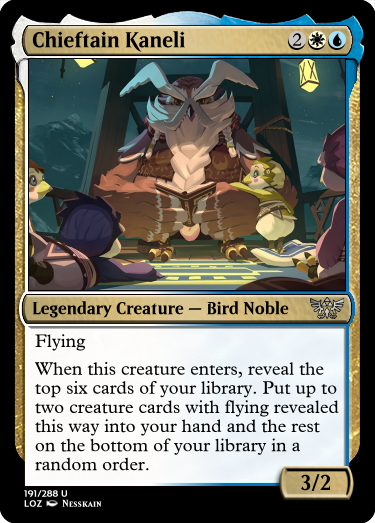 Chieftain Kaneli 2
Legendary Creature — Bird Noble
Flying
When this creature enters, reveal the
top six cards of your library. Put up to
two creature cards with flying revealed
this way into your hand and the rest
on the bottom of your library in a
random order.
3/2
191/288 U
LOZ Nesskain